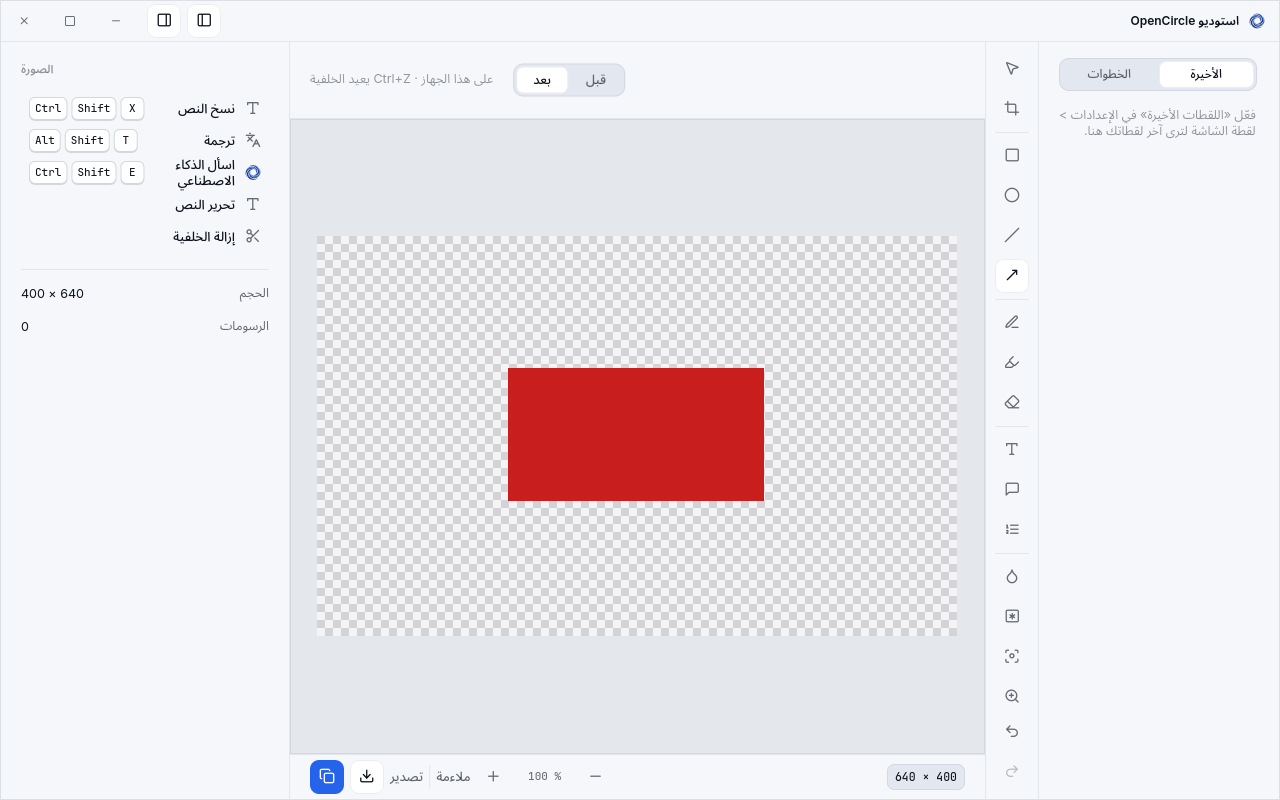 استوديو OpenCircle
الأخيرة
الخطوات
فعّل «اللقطات الأخيرة» في الإعدادات >
لقطة الشاشة لترى آخر لقطاتك هنا.
قبل
بعد
على هذا الجهاز · Ctrl+Z يعيد الخلفية
640 × 400
100 %
ملاءمة
تصدير
الصورة
نسخ النص Ctrl Shift X
ترجمة Alt Shift T
اسأل الذكاء
الاصطناعي Ctrl Shift E
تحرير النص
إزالة الخلفية
الحجم 640 × 400
الرسومات 0